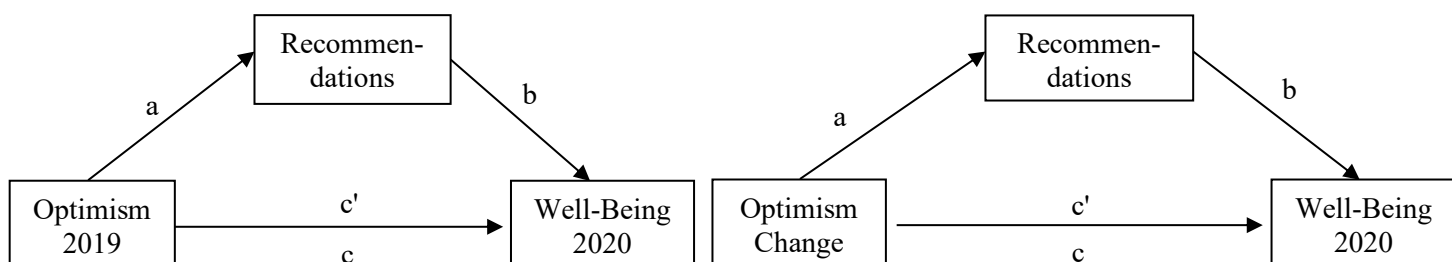 Recommen-
dations
a
b
Optimism
2019
c'
c
Well-Being
2020
Recommen-
dations
a
b
Optimism
Change
c'
c
Well-Being
2020